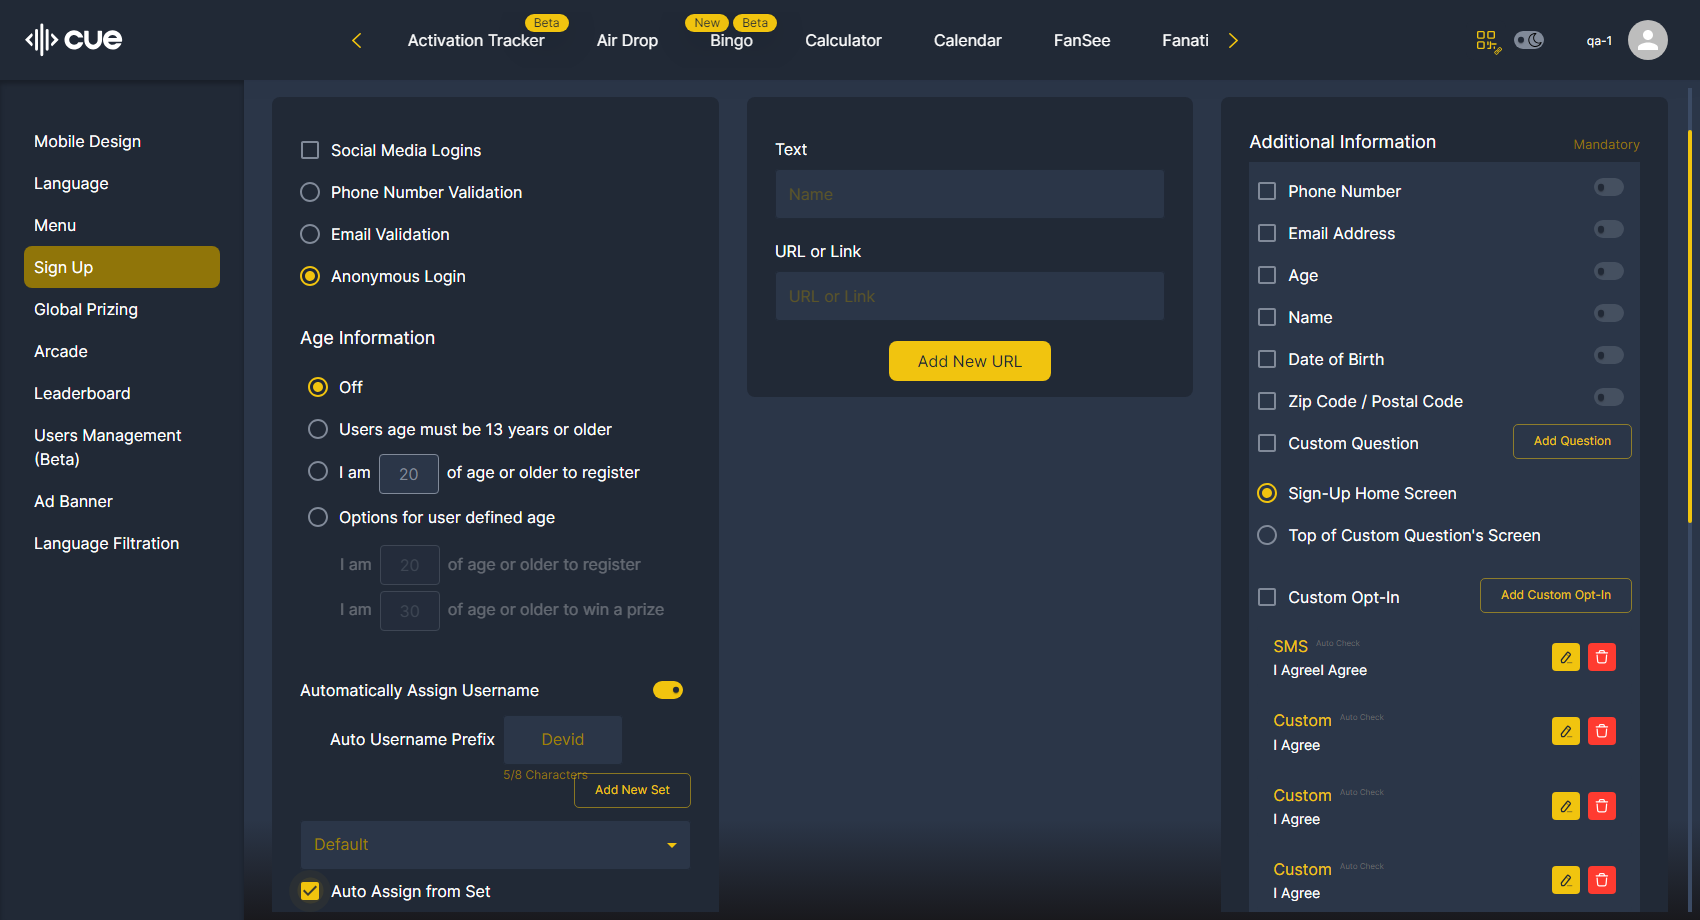 cue
Beta
New
Beta
Activation Tracker
Air Drop
Bingo
Calculator
Calendar
FanSee
Fanati
qa-1
Mobile Design
Language
Menu
Sign Up
Global Prizing
Arcade
Leaderboard
Users Management
(Beta)
Ad Banner
Language Filtration
Social Media Logins
Phone Number Validation
Email Validation
Anonymous Login
Age Information
Off
Users age must be 13 years or older
I am 20 of age or older to register
Options for user defined age
I am 20 of age or older to register
I am 30 of age or older to win a prize
Automatically Assign Username
Auto Username Prefix Devid
5/8 Characters
Add New Set
Default
Auto Assign from Set
Text
Name
URL or Link
URL or Link
Add New URL
Additional Information Mandatory
Phone Number
Email Address
Age
Name
Date of Birth
Zip Code / Postal Code
Custom Question Add Question
Sign-Up Home Screen
Top of Custom Question's Screen
Custom Opt-In Add Custom Opt-In
SMS Auto Check
I AgreeI Agree
Custom Auto Check
I Agree
Custom Auto Check
I Agree
Custom Auto Check
I Agree